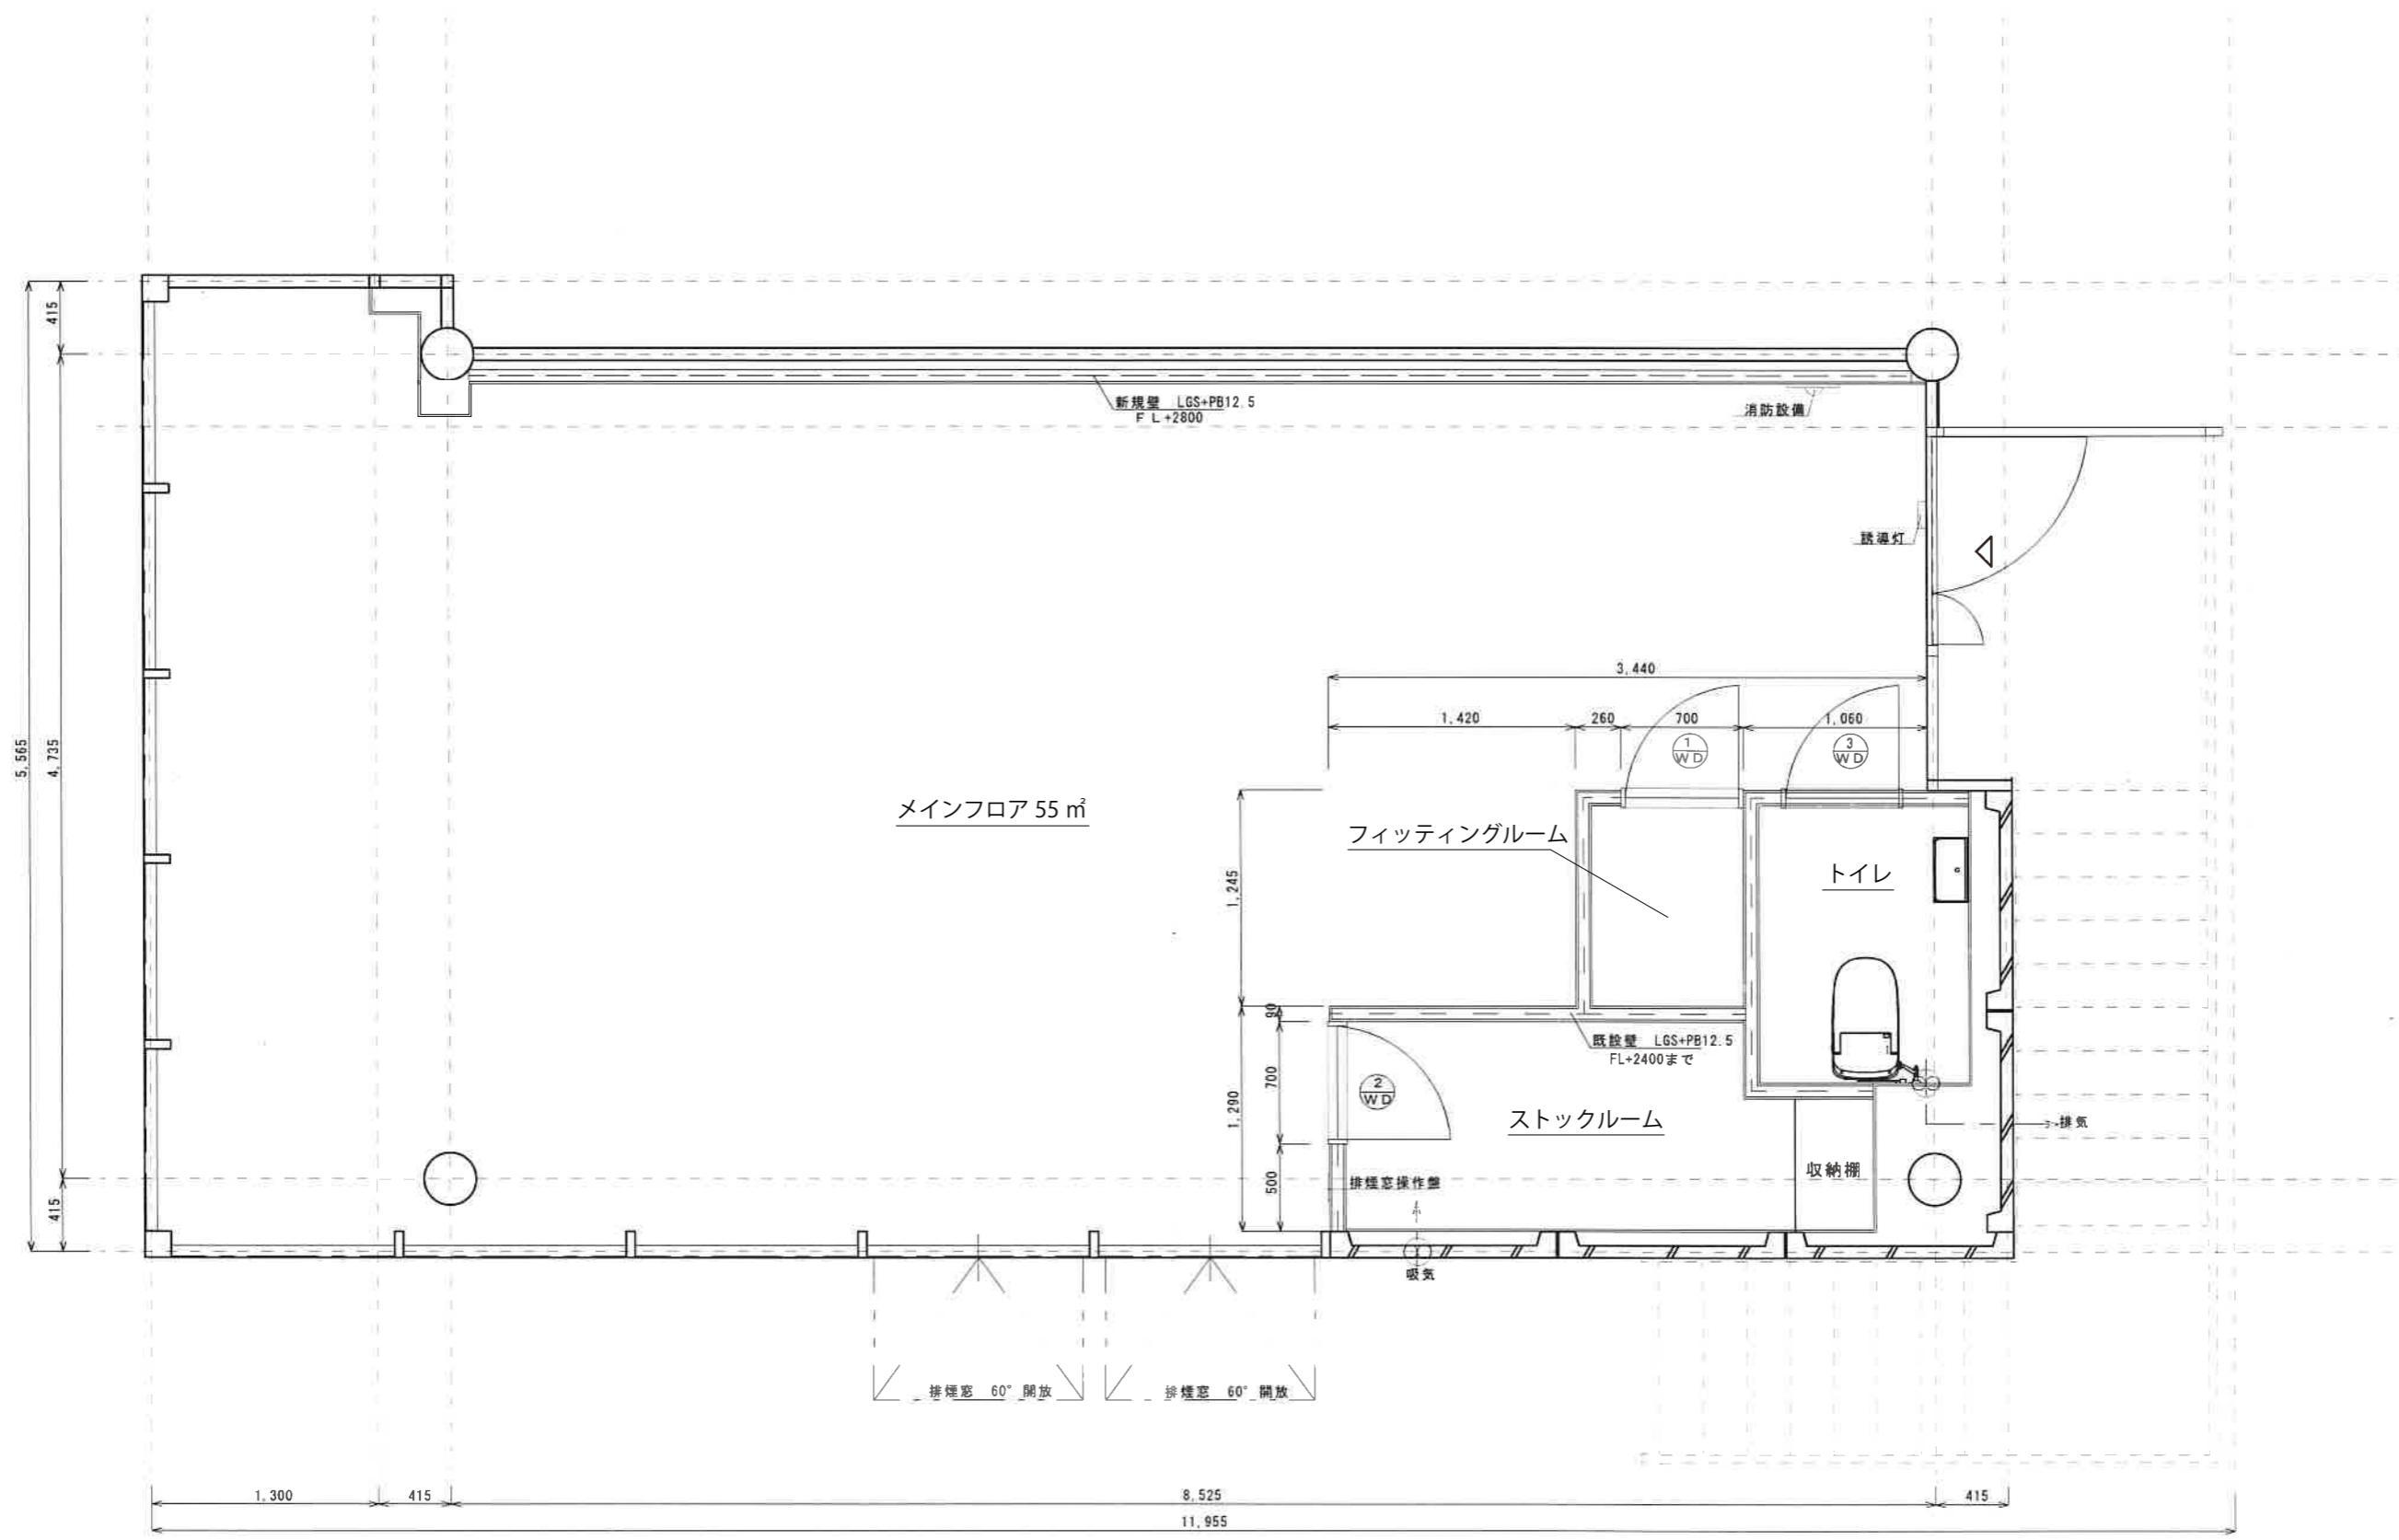 415
新規壁 LGS+PB12.5
FL+2800
消防設備
誘導灯
3,440
1,420
260
700
1,060
1
WD
3
WD
5,565
4,735
メインフロア 55 ㎡
フィッティングルーム
トイレ
1,245
90
既設壁 LGS+PB12.5
FL+2400まで
700
2
WD
1,290
ストックルーム
排気
収納棚
500
排煙窓操作盤
415
吸気
排煙窓 60°開放
排煙窓 60°開放
1,300
415
8,525
415
11,955